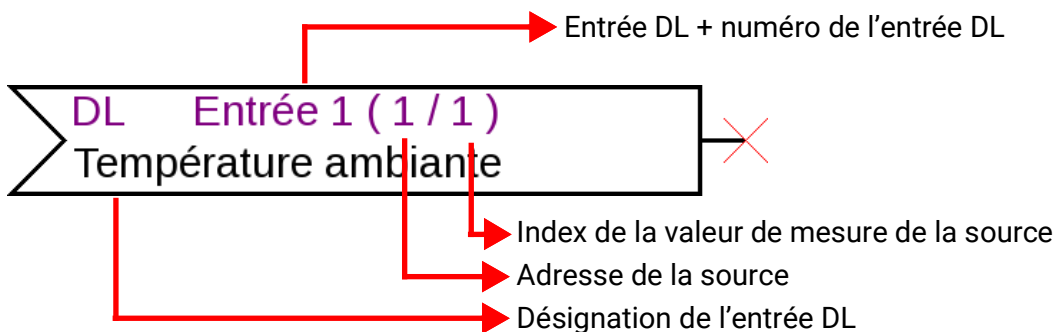 Entrée DL + numéro de l’entrée DL
DL Entrée 1 ( 1 / 1 )
Température ambiante
Index de la valeur de mesure de la source
Adresse de la source
Désignation de l’entrée DL